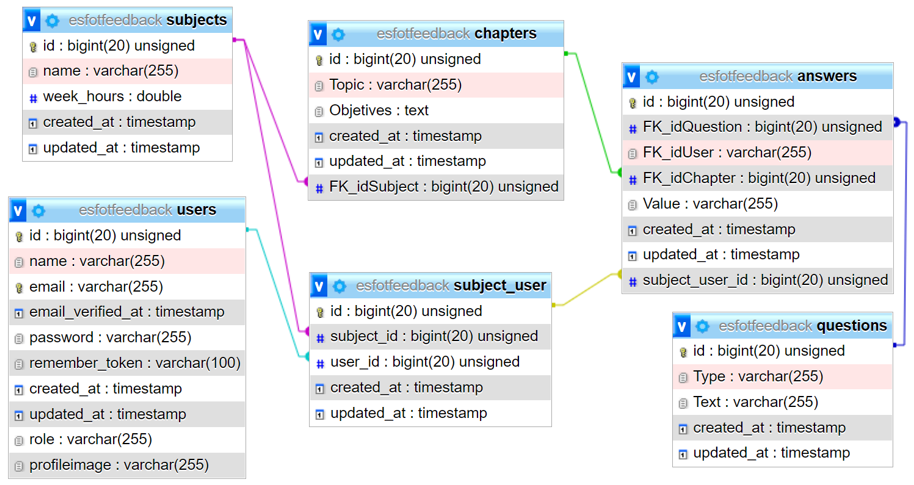 esfotfeedback subjects
id : bigint(20) unsigned
name : varchar(255)
week_hours : double
created_at : timestamp
updated_at : timestamp
esfotfeedback users
id : bigint(20) unsigned
name : varchar(255)
email : varchar(255)
email_verified_at : timestamp
password : varchar(255)
remember_token : varchar(100)
created_at : timestamp
updated_at : timestamp
role : varchar(255)
profileimage : varchar(255)
esfotfeedback chapters
id : bigint(20) unsigned
Topic : varchar(255)
Objetives : text
created_at : timestamp
updated_at : timestamp
FK_idSubject : bigint(20) unsigned
esfotfeedback subject_user
id : bigint(20) unsigned
subject_id : bigint(20) unsigned
user_id : bigint(20) unsigned
created_at : timestamp
updated_at : timestamp
esfotfeedback answers
id : bigint(20) unsigned
FK_idQuestion : bigint(20) unsigned
FK_idUser : varchar(255)
FK_idChapter : bigint(20) unsigned
Value : varchar(255)
created_at : timestamp
updated_at : timestamp
subject_user_id : bigint(20) unsigned
esfotfeedback questions
id : bigint(20) unsigned
Type : varchar(255)
Text : varchar(255)
created_at : timestamp
updated_at : timestamp